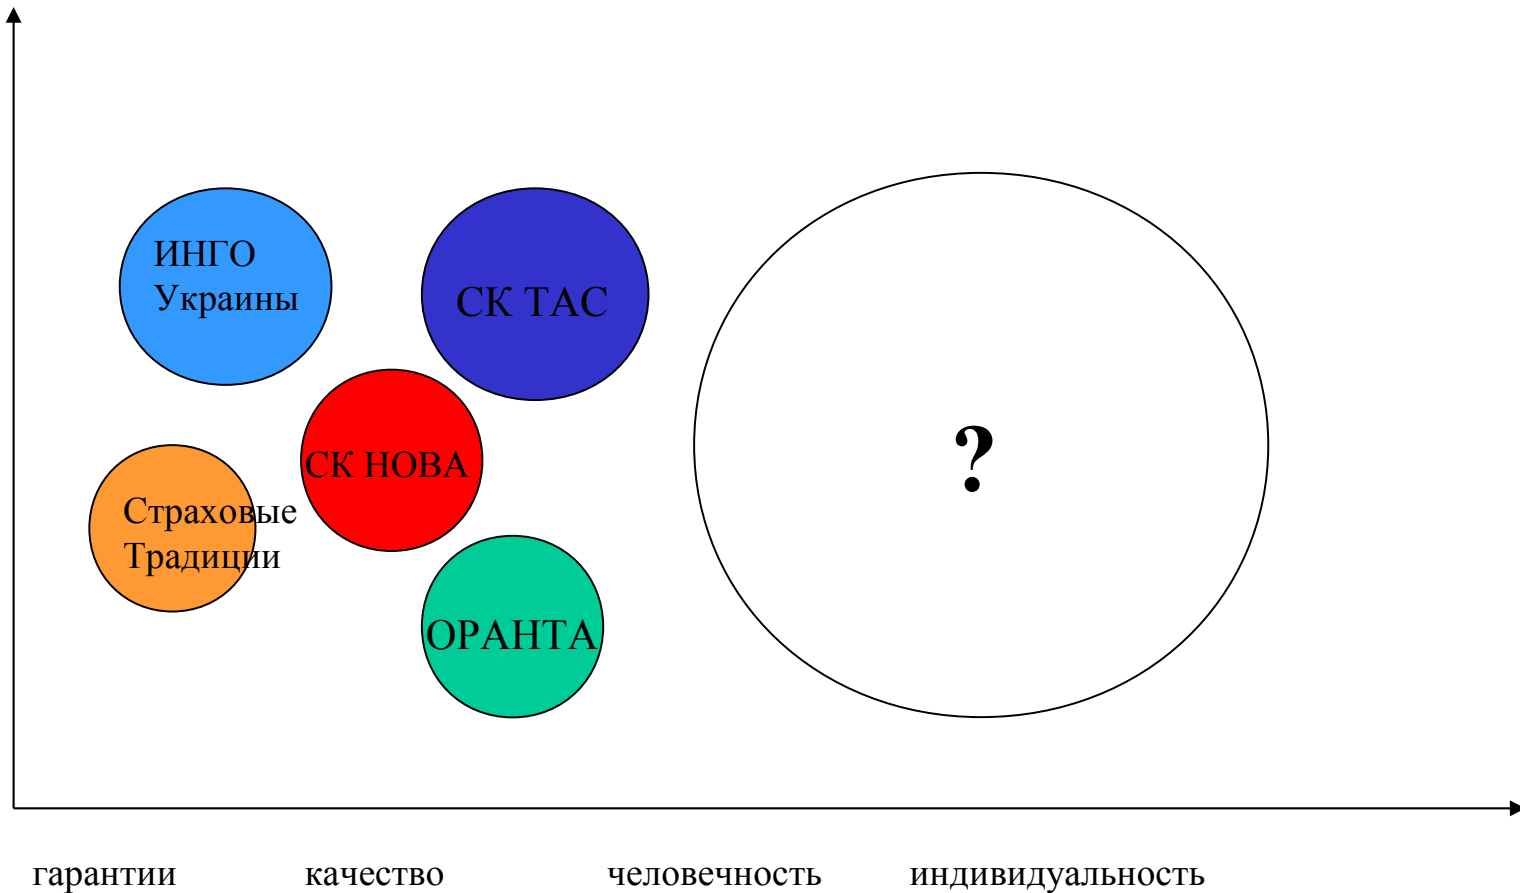 ИНГО
Украины
СК ТАС
?
СК НОВА
Страховые
Традиции
ОРАНТА
гарантии качество человечность индивидуальность